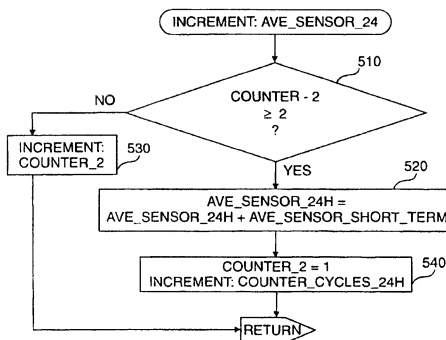 INCREMENT: AVE_SENSOR_24
510
COUNTER - 2
≥ 2
?
NO
YES
INCREMENT:
COUNTER_2
530
520
AVE_SENSOR_24H =
AVE_SENSOR_24H + AVE_SENSOR_SHORT_TERM
COUNTER_2 = 1
INCREMENT: COUNTER_CYCLES_24H
540
RETURN